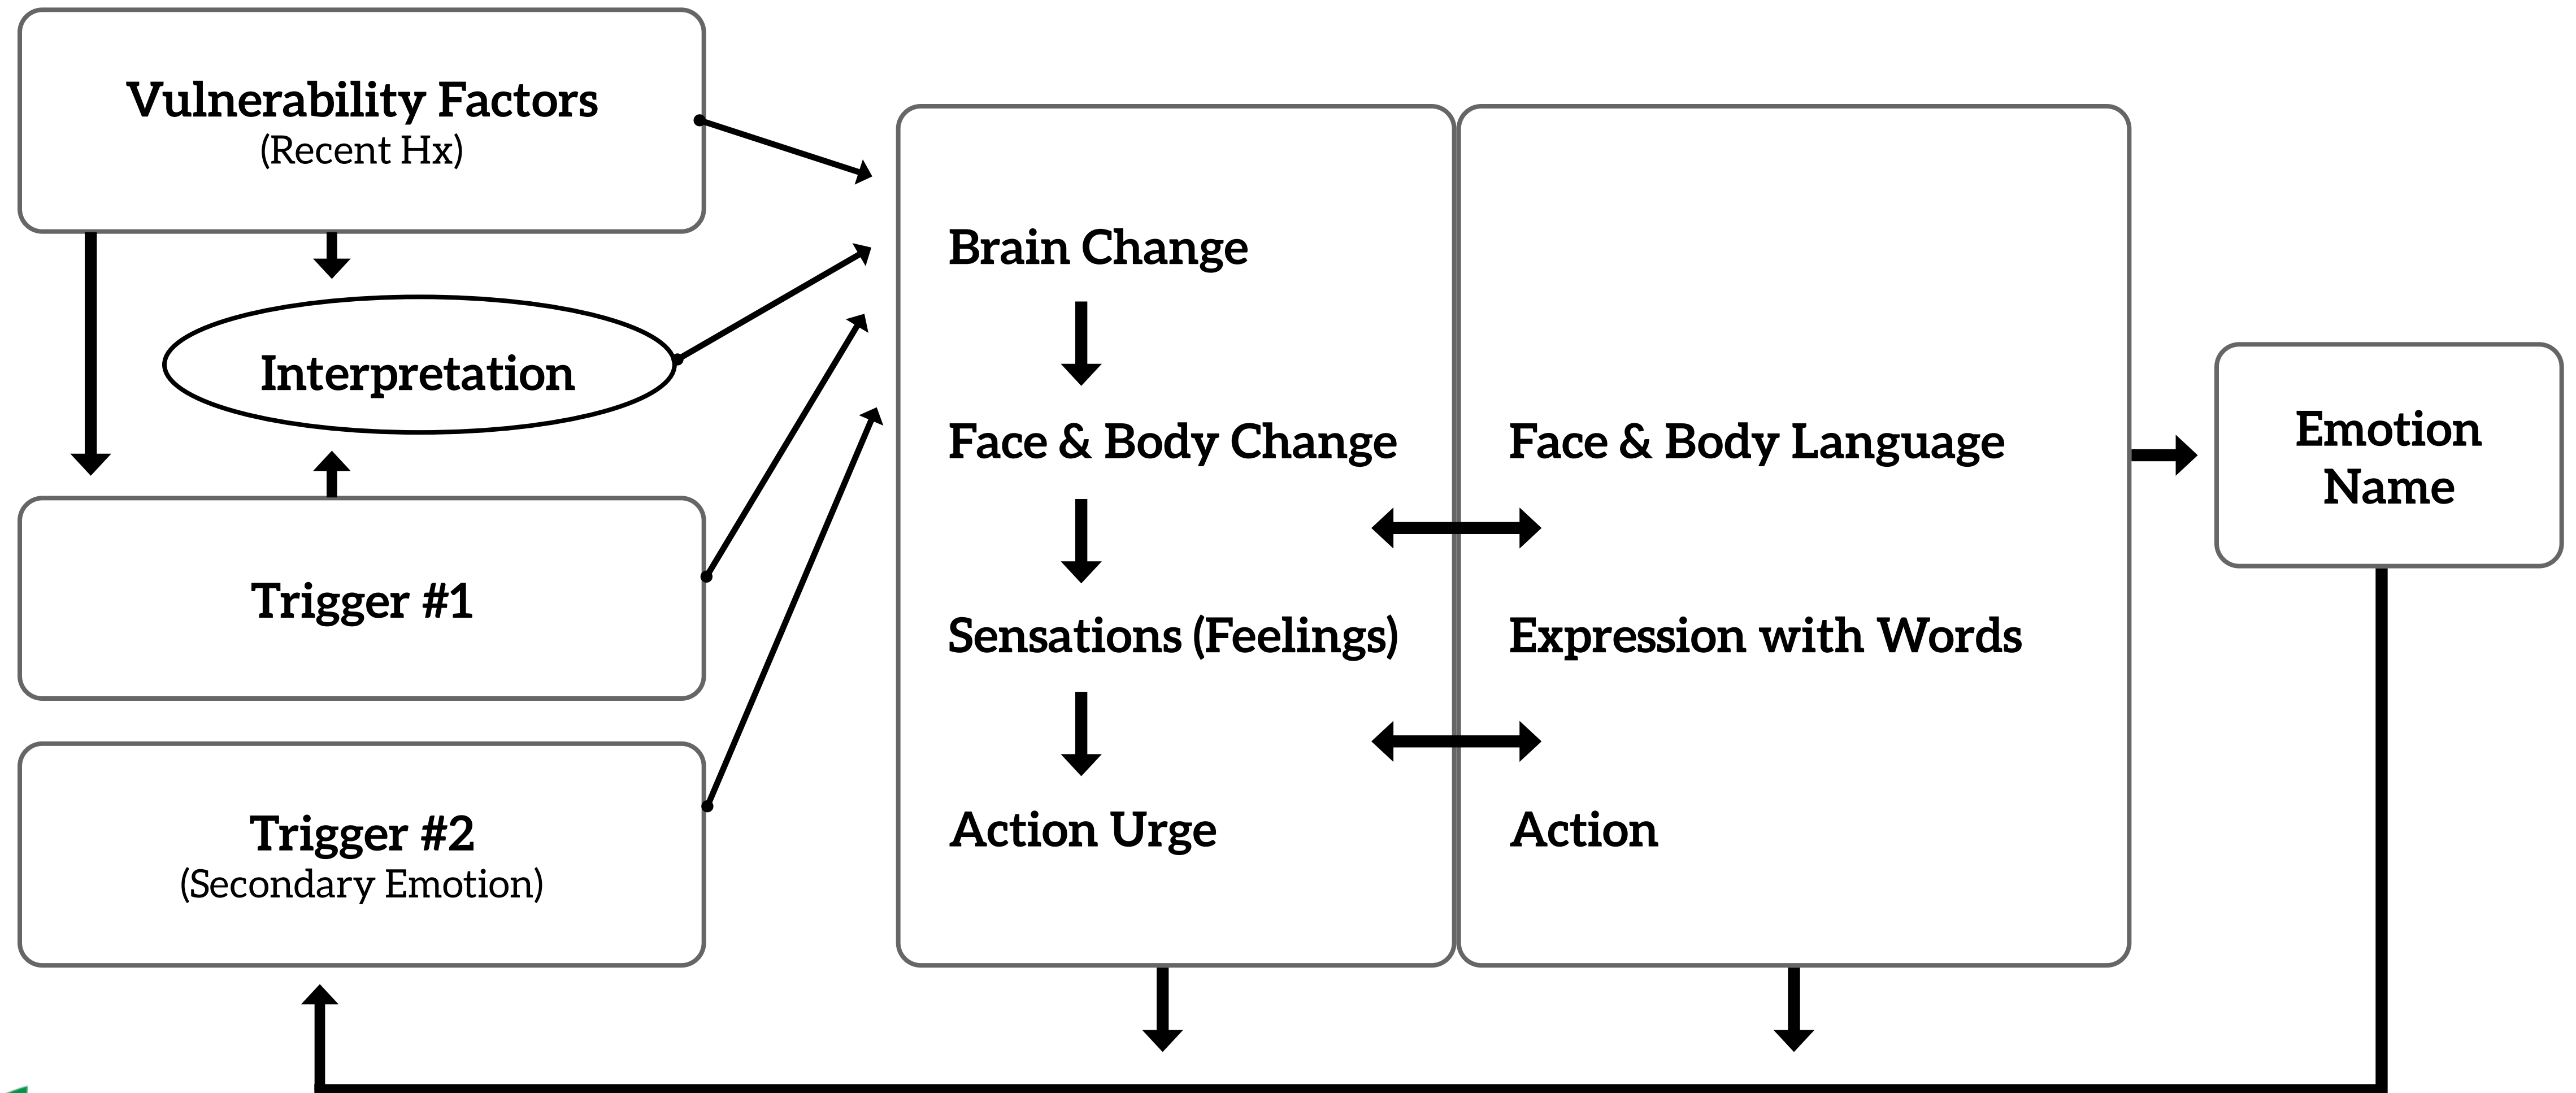 Vulnerability Factors
(Recent Hx)
Interpretation
Trigger #1
Trigger #2
(Secondary Emotion)
Brain Change
Face & Body Change
Sensations (Feelings)
Action Urge
Face & Body Language
Expression with Words
Action
Emotion
Name